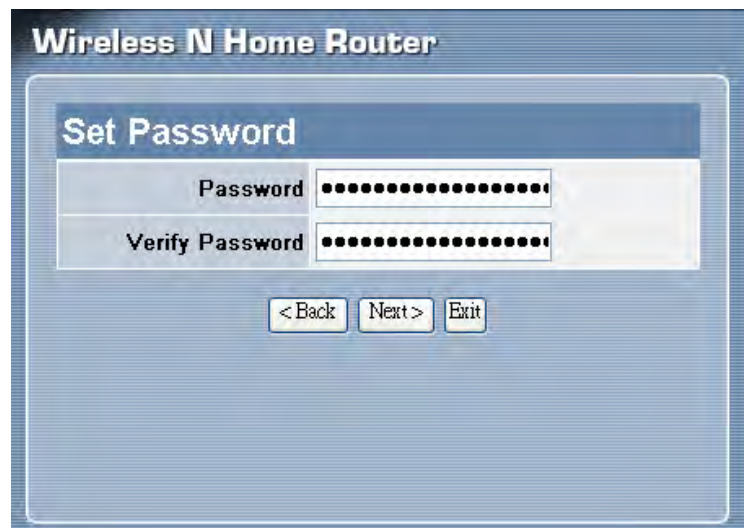 Wireless N Home Router
Set Password
Password ••••••••••••••••••
Verify Password ••••••••••••••••••
<Back Next> Exit